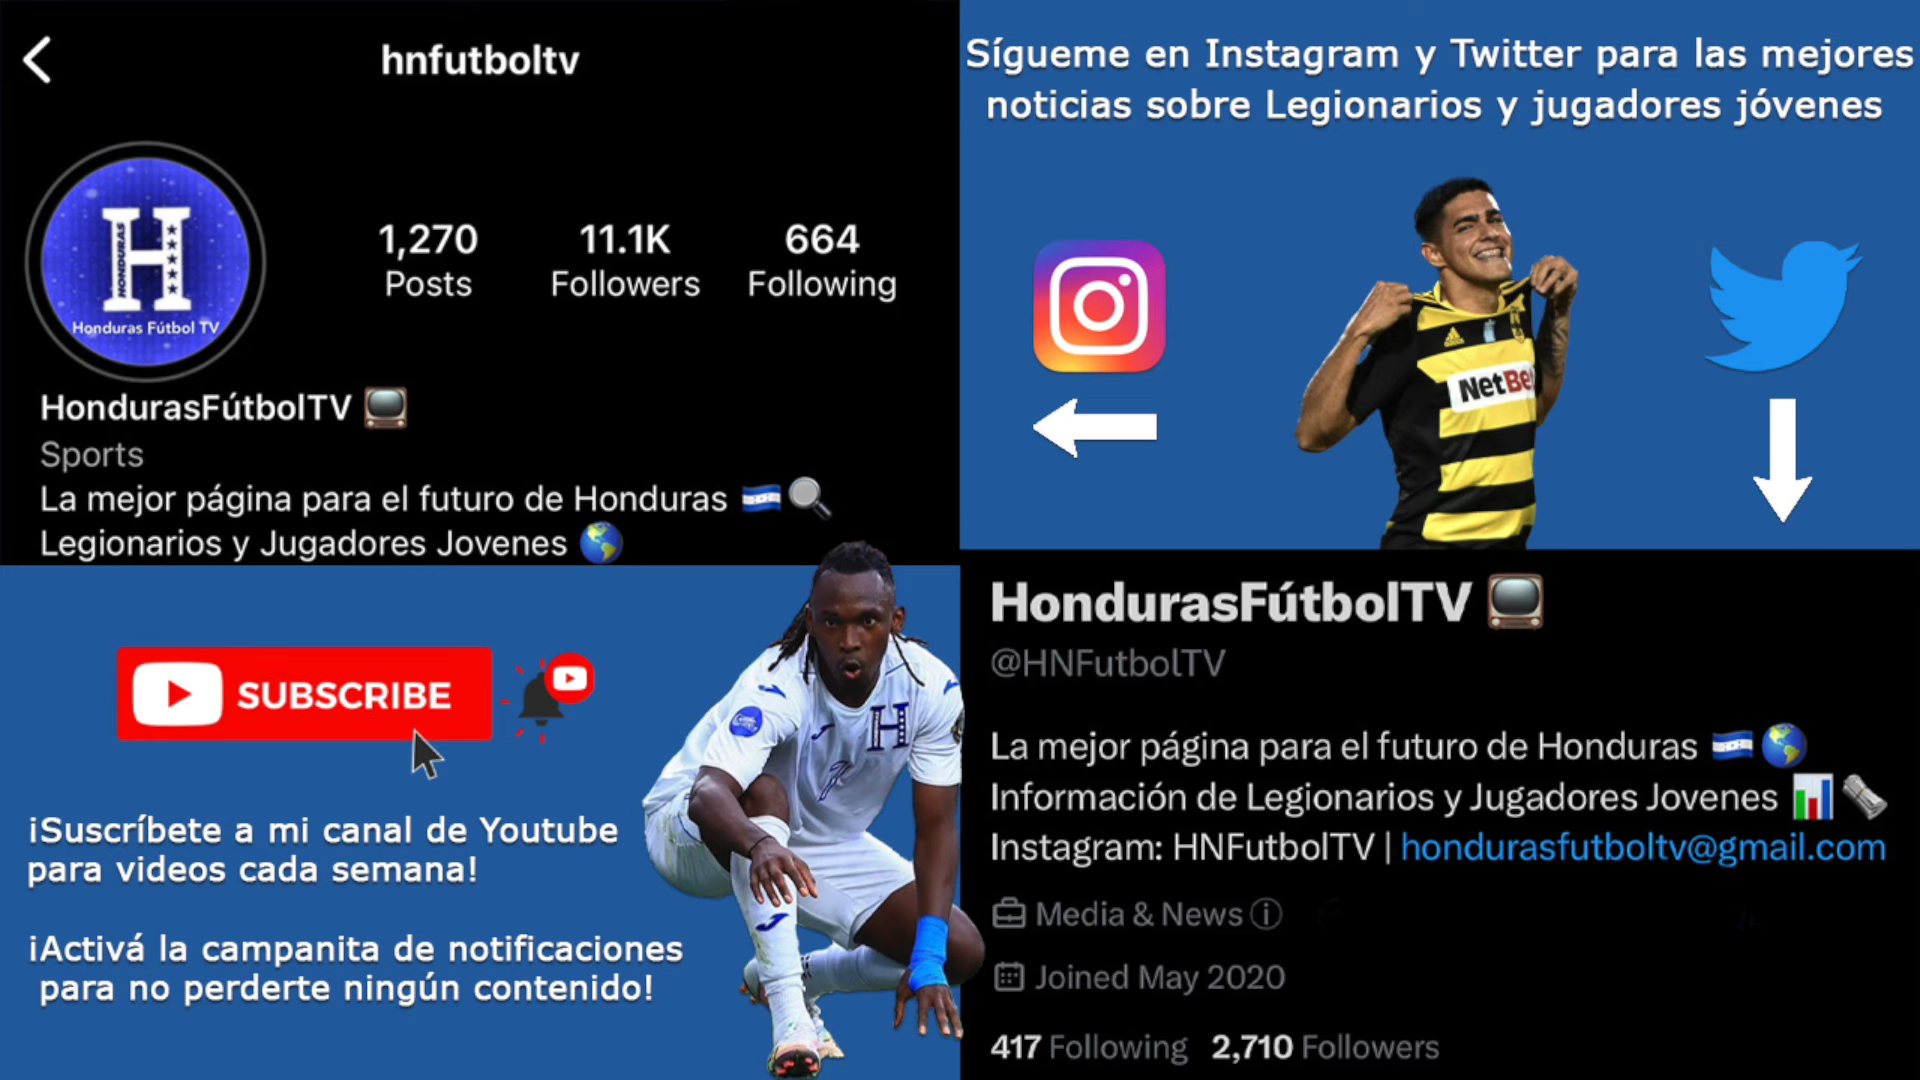 hnfutboltv
HONDURAS
H
Honduras Fútbol TV
1,270 11.1K 664
Posts Followers Following
HondurasFútbolTV
Sports
La mejor página para el futuro de Honduras
Legionarios y Jugadores Jovenes
Sígueme en Instagram y Twitter para las mejores
noticias sobre Legionarios y jugadores jóvenes
NetBe
SUBSCRIBE
¡Suscríbete a mi canal de Youtube
para videos cada semana!
¡Activá la campanita de notificaciones
para no perderte ningún contenido!
H
7
HondurasFútbolTV
@HNFutbolTV
La mejor página para el futuro de Honduras
Información de Legionarios y Jugadores Jovenes
Instagram: HNFutbolTV | hondurasfutboltv@gmail.com
Media & News
Joined May 2020
417 Following 2,710 Followers